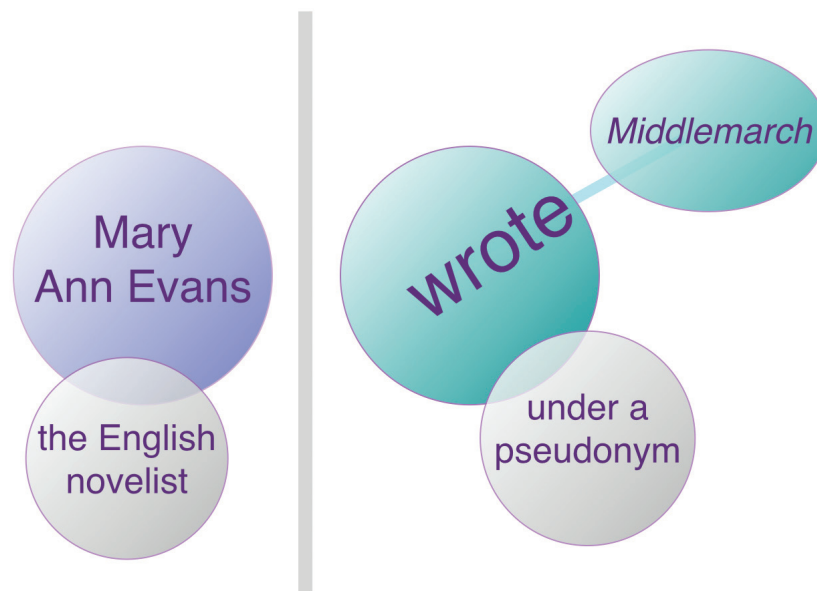 Mary
Ann Evans
the English
novelist
wrote
Middlemarch
under a
pseudonym